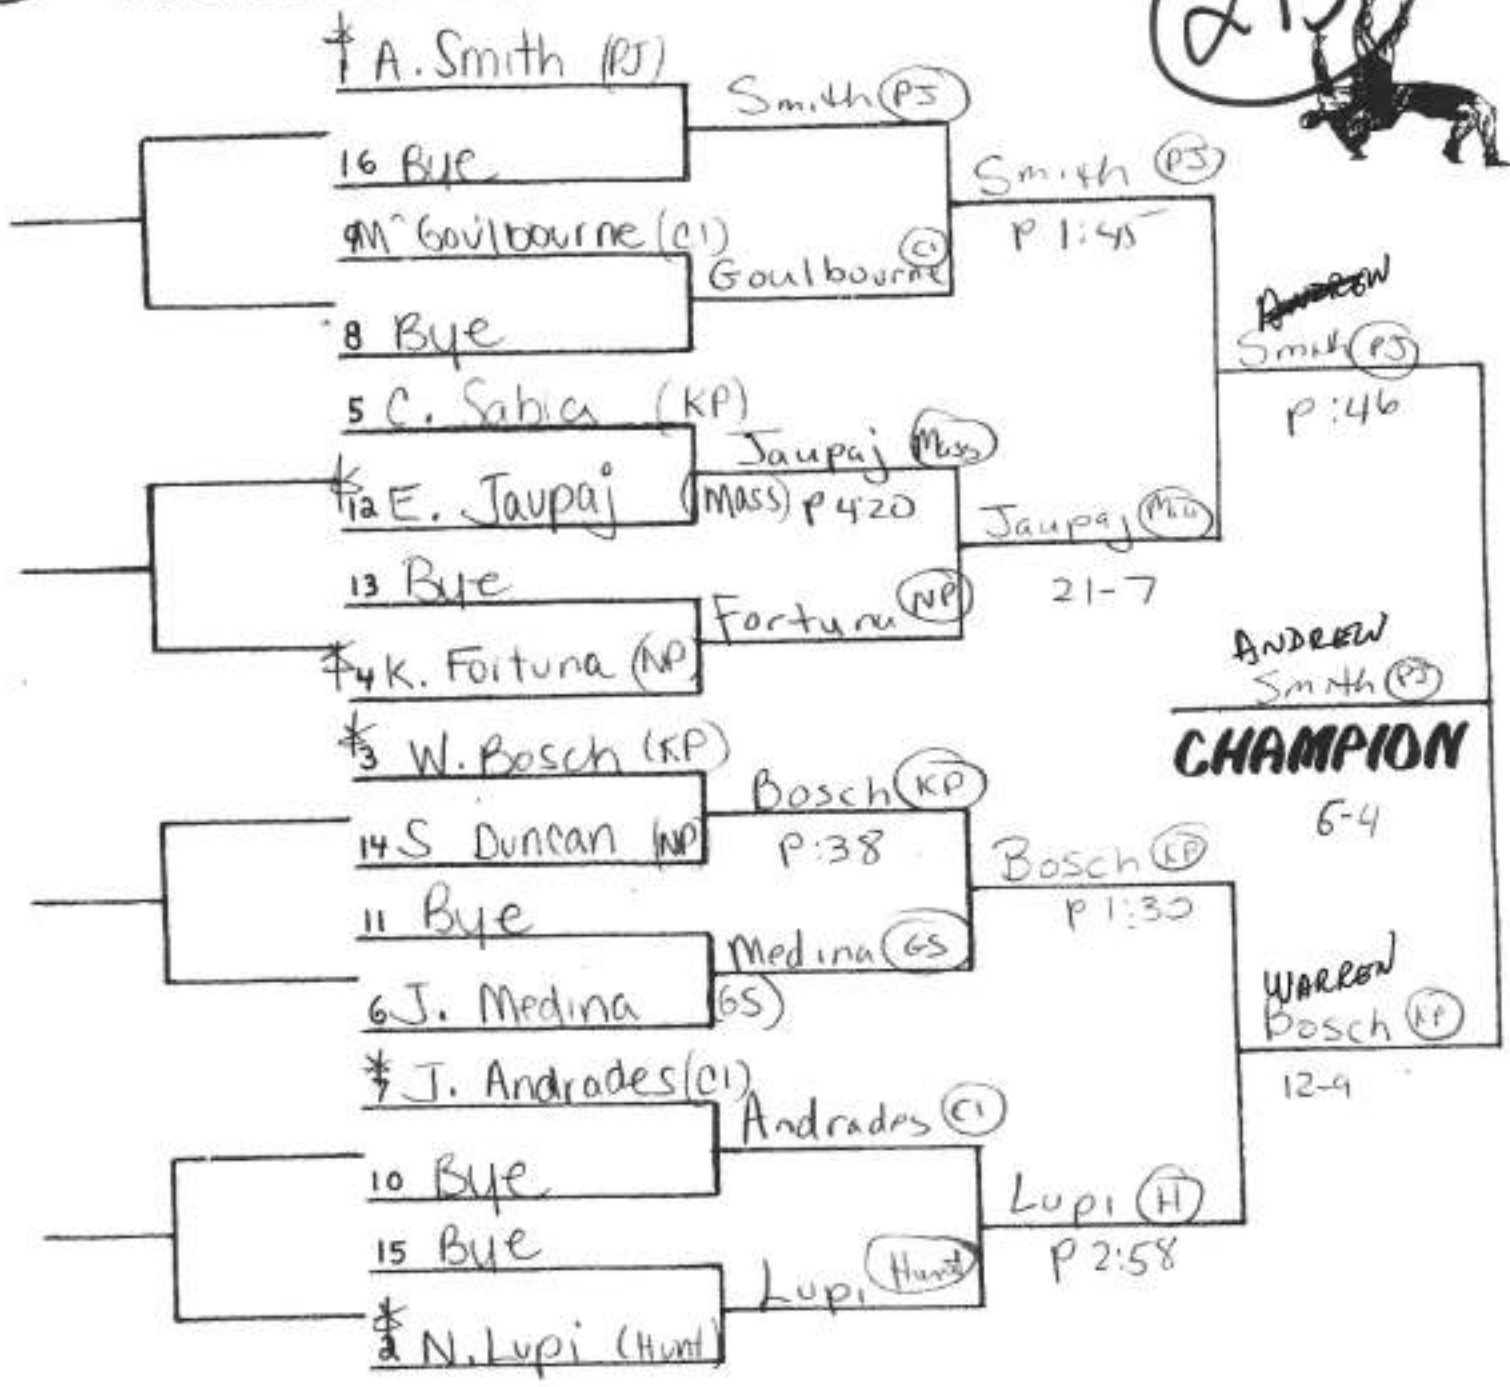 215
* 1 A. Smith (PJ)
16 Bye
9 M Goulbourne (CI)
8 Bye
5 C. Sabia (KP)
* 12 E. Jaupaj (Mass)
13 Bye
* 4 K. Fortuna (NP)
* 3 W. Bosch (KP)
14 S Duncan (NP)
11 Bye
6 J. Medina (GS)
* 7 J. Andrades (CI)
10 Bye
15 Bye
* 2 N. Lupi (Hunt)
Smith PJ
Goulbourne CI
Jaupaj Mass
P 4:20
Fortuna NP
Bosch KP
P :38
Medina GS
Andrades CI
Lupi Hunt
Smith PJ
P 1:45
Jaupaj
21-7
Bosch KP
P 1:30
Lupi H
P 2:58
ANDREW
Smith PJ
P :46
WARREN
Bosch KP
12-9
ANDREW
Smith PJ
CHAMPION
6-4